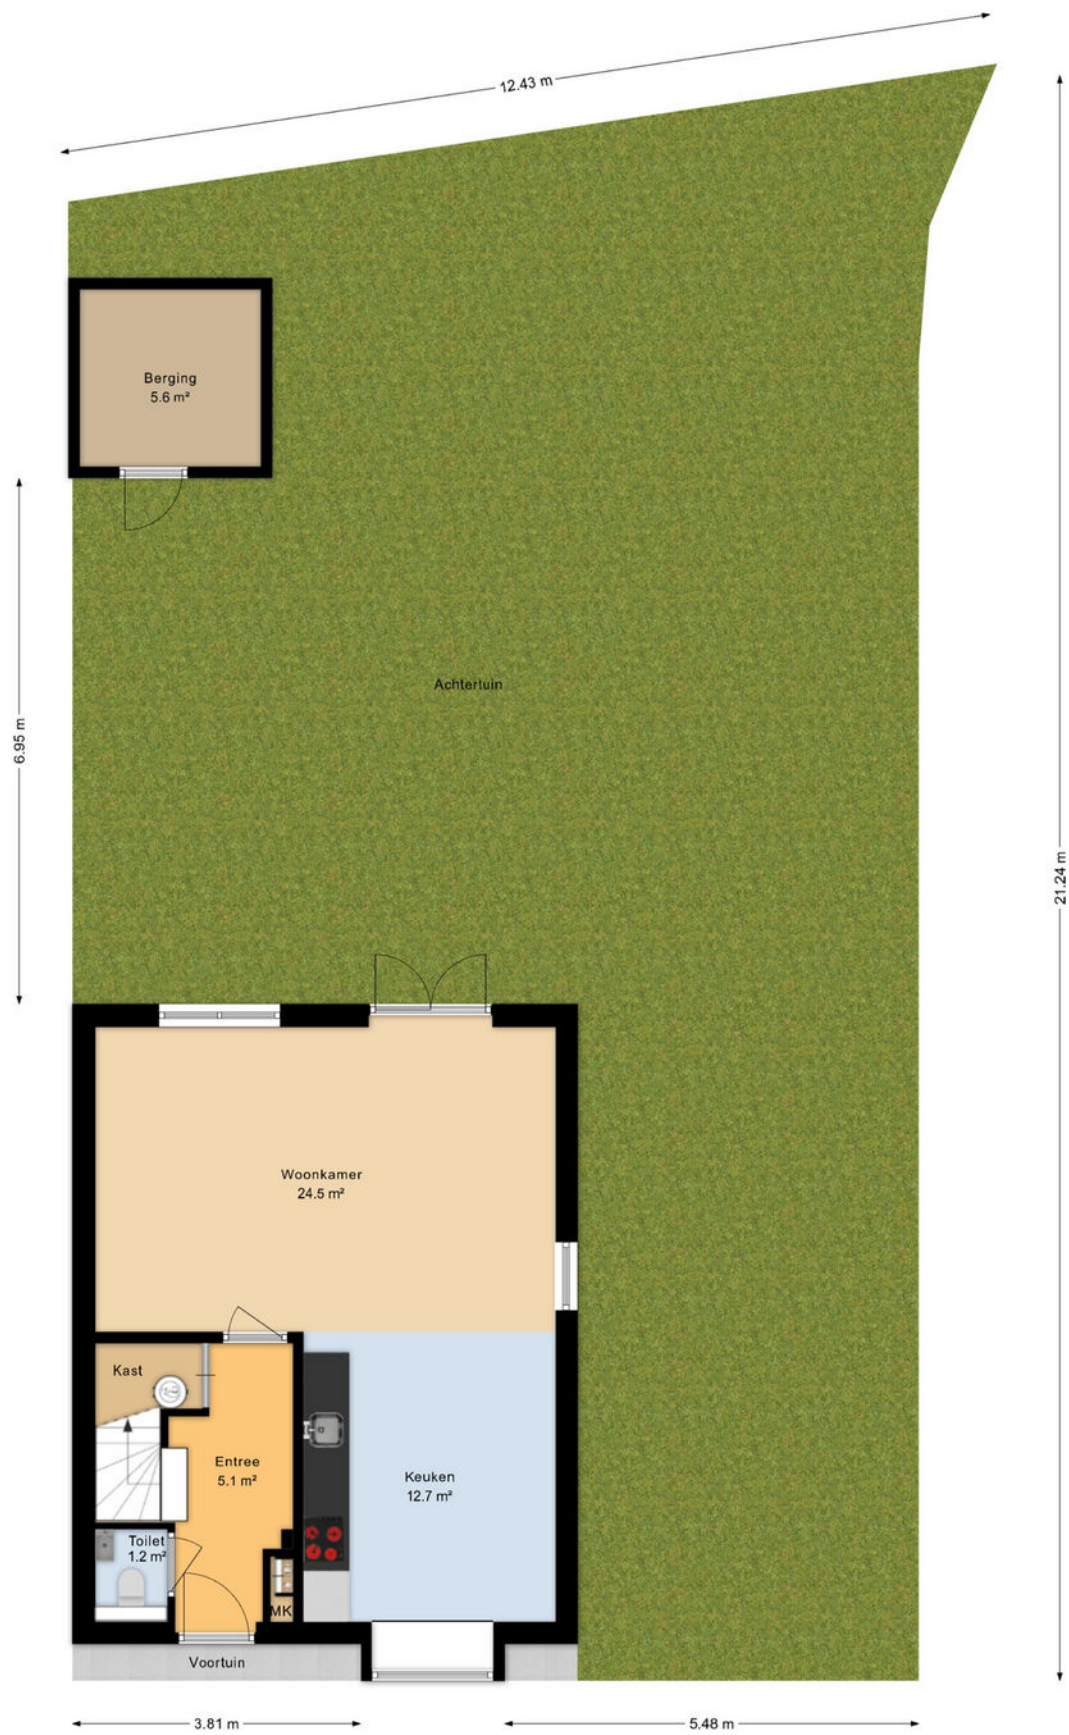 12.43 m
Berging
5.6 m²
6.95 m
Achtertuin
21.24 m
Woonkamer
24.5 m²
Kast
Entree
5.1 m²
Keuken
12.7 m²
Toilet
1.2 m²
MK
Voortuin
3.81 m
5.48 m